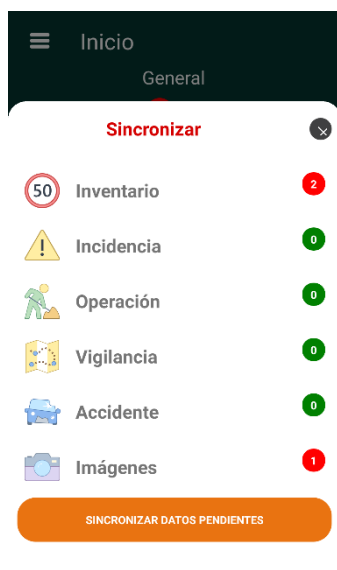 Inicio
General
Sincronizar
50 Inventario 2
Incidencia 0
Operación 0
Vigilancia 0
Accidente 0
Imágenes 1
SINCRONIZAR DATOS PENDIENTES